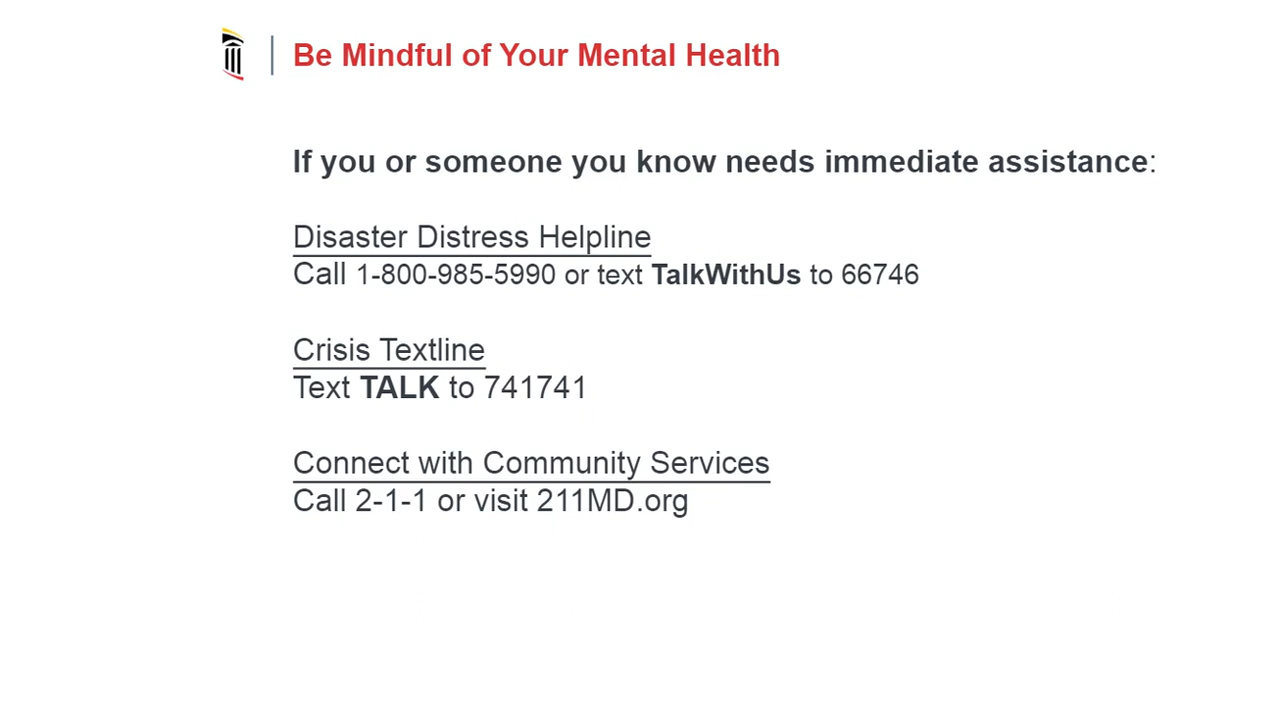 Be Mindful of Your Mental Health
If you or someone you know needs immediate assistance:
Disaster Distress Helpline
Call 1-800-985-5990 or text TalkWithUs to 66746
Crisis Textline
Text TALK to 741741
Connect with Community Services
Call 2-1-1 or visit 211MD.org